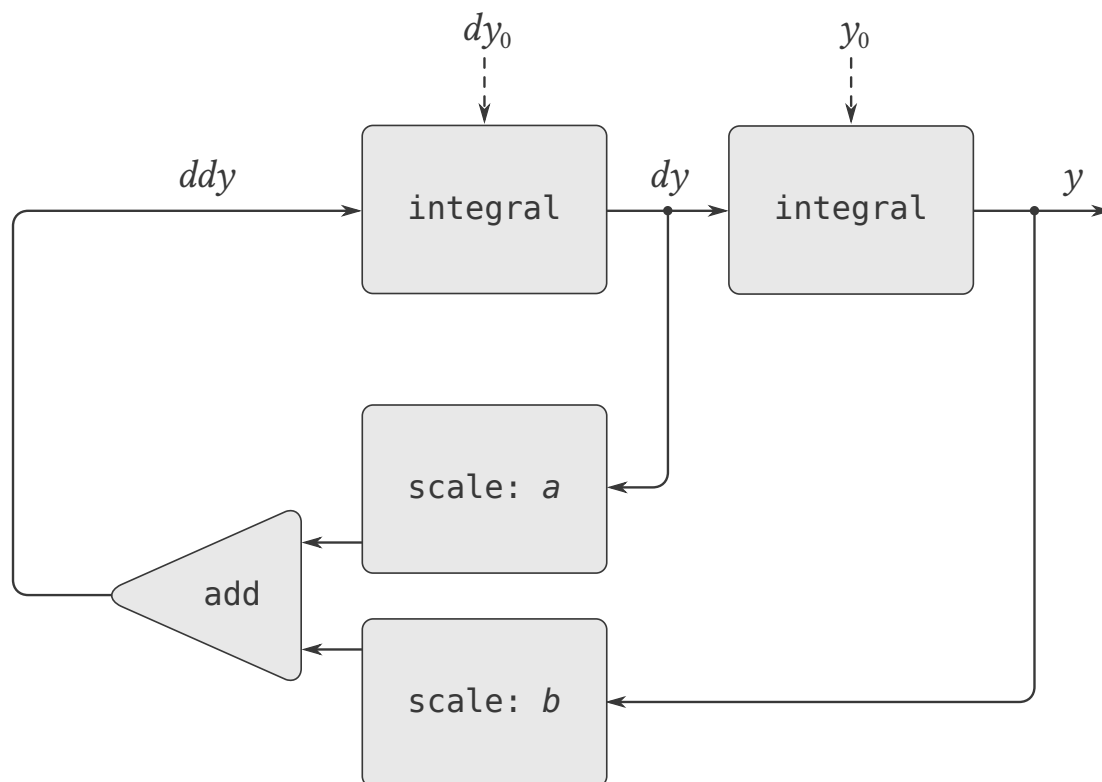 dy₀
y₀
ddy
integral
dy
integral
y
scale: a
add
scale: b